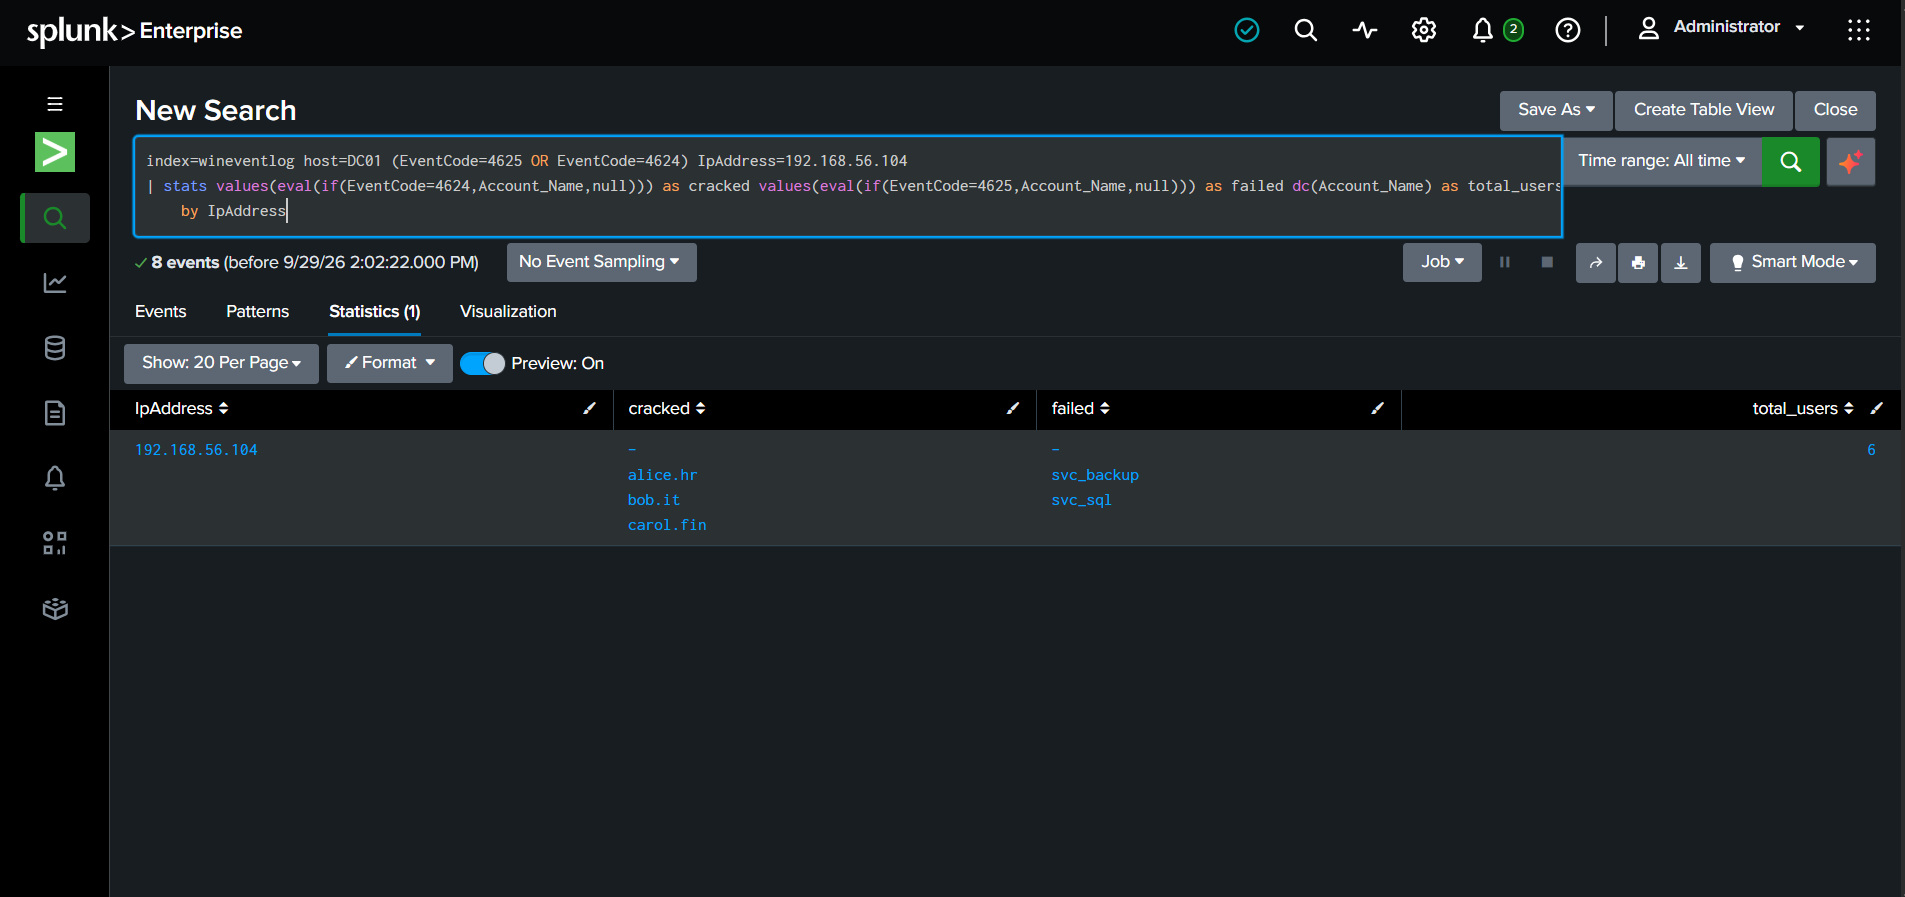 splunk> Enterprise
2
Administrator
New Search
Save As
Create Table View
Close
index=wineventlog host=DC01 (EventCode=4625 OR EventCode=4624) IpAddress=192.168.56.104
| stats values(eval(if(EventCode=4624,Account_Name,null))) as cracked values(eval(if(EventCode=4625,Account_Name,null))) as failed dc(Account_Name) as total_users
by IpAddress
Time range: All time
8 events (before 9/29/26 2:02:22.000 PM)
No Event Sampling
Job
Smart Mode
Events
Patterns
Statistics (1)
Visualization
Show: 20 Per Page
Format
Preview: On
IpAddress
cracked
failed
total_users
192.168.56.104
-
alice.hr
bob.it
carol.fin
-
svc_backup
svc_sql
6